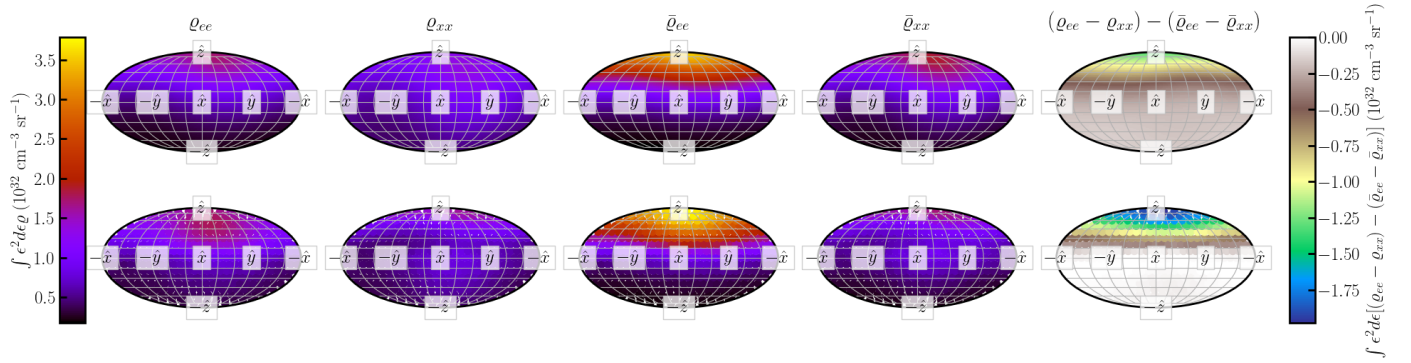 ϱ_ee ϱ_xx ϱ̄_ee ϱ̄_xx (ϱ_ee − ϱ_xx) − (ϱ̄_ee − ϱ̄_xx)
3.5
3.0
2.5
2.0
1.5
1.0
0.5
∫ ϵ²dϵϱ (10³² cm⁻³ sr⁻¹)
ẑ ẑ ẑ ẑ ẑ
−x̂ −ŷ x̂ ŷ −x̂ −ŷ x̂ ŷ −x̂ −ŷ x̂ ŷ −x̂ −ŷ x̂ ŷ −x̂ −ŷ x̂ ŷ −x̂
−ẑ −ẑ −ẑ −ẑ −ẑ
ẑ ẑ ẑ ẑ ẑ
−x̂ −ŷ x̂ ŷ −x̂ −ŷ x̂ ŷ −x̂ −ŷ x̂ ŷ −x̂ −ŷ x̂ ŷ −x̂ −ŷ x̂ ŷ −x̂
−ẑ −ẑ −ẑ −ẑ −ẑ
0.00
−0.25
−0.50
−0.75
−1.00
−1.25
−1.50
−1.75
∫ ϵ²dϵ[(ϱ_ee − ϱ_xx) − (ϱ̄_ee − ϱ̄_xx)] (10³² cm⁻³ sr⁻¹)